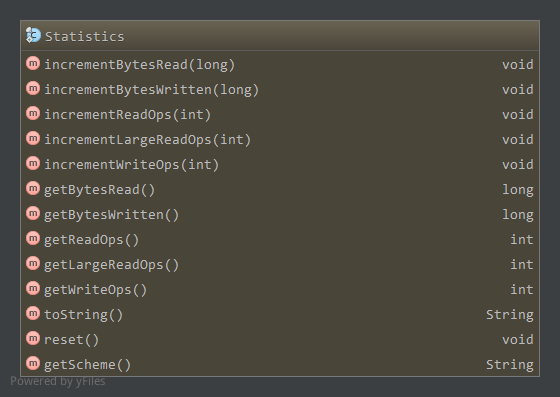 Statistics
incrementBytesRead(long) void
incrementBytesWritten(long) void
incrementReadOps(int) void
incrementLargeReadOps(int) void
incrementWriteOps(int) void
getBytesRead() long
getBytesWritten() long
getReadOps() int
getLargeReadOps() int
getWriteOps() int
toString() String
reset() void
getScheme() String
Powered by yFiles